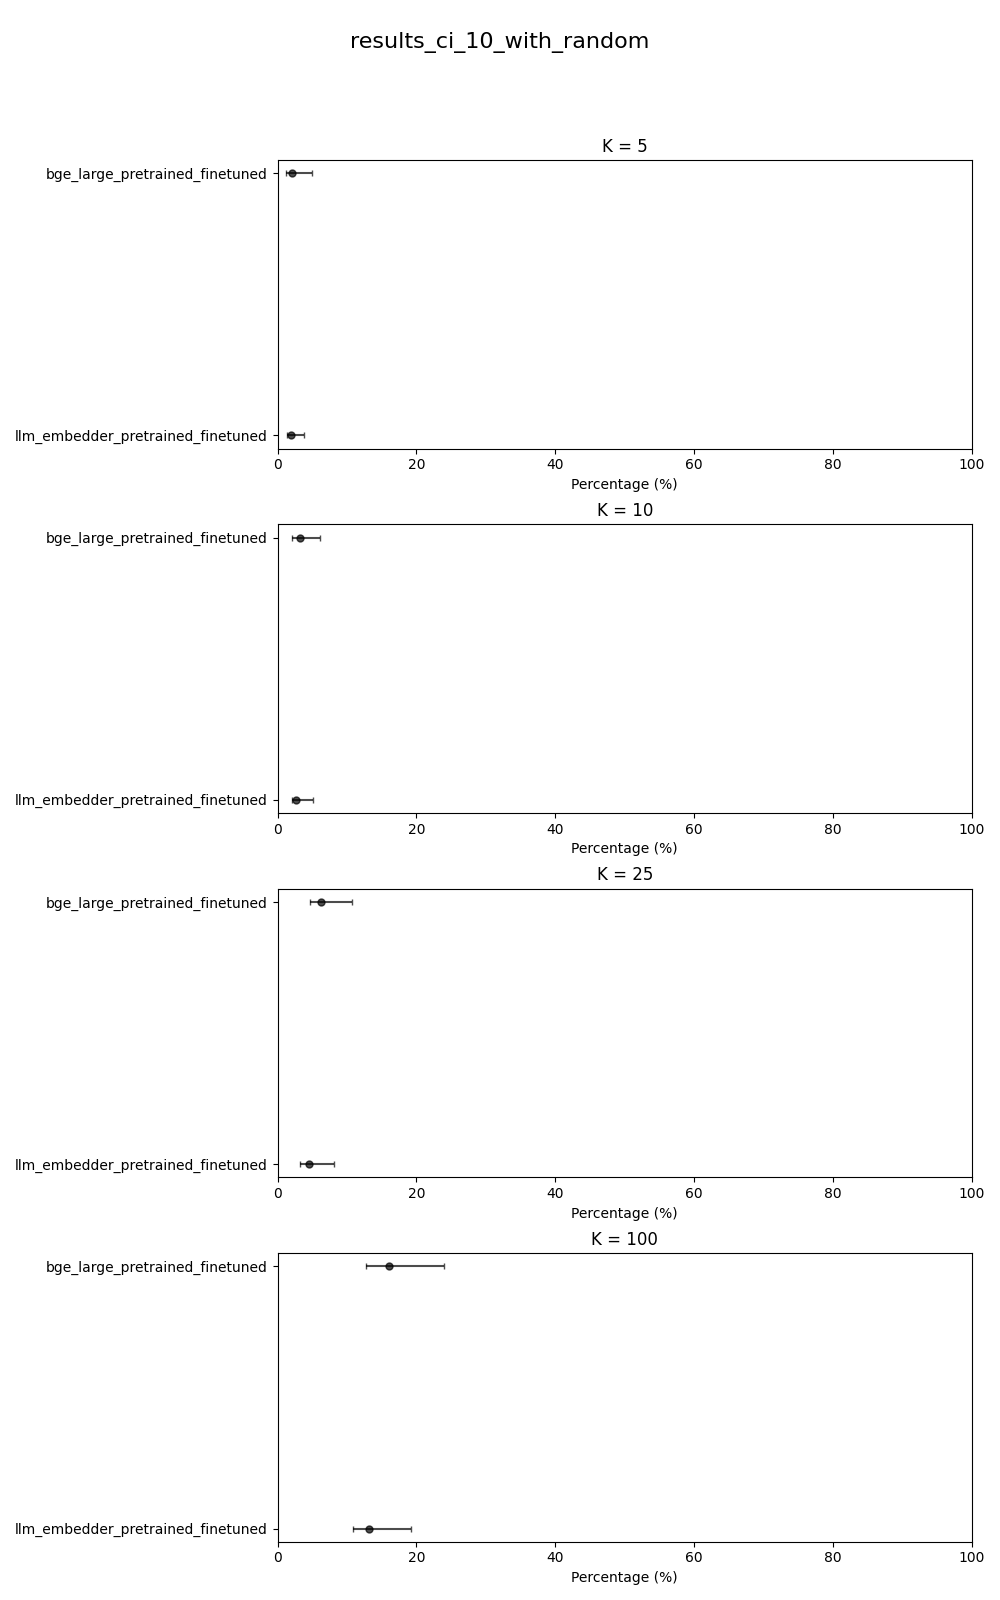 results_ci_10_with_random
K = 5
bge_large_pretrained_finetuned
llm_embedder_pretrained_finetuned
0 20 40 60 80 100
Percentage (%)
K = 10
bge_large_pretrained_finetuned
llm_embedder_pretrained_finetuned
0 20 40 60 80 100
Percentage (%)
K = 25
bge_large_pretrained_finetuned
llm_embedder_pretrained_finetuned
0 20 40 60 80 100
Percentage (%)
K = 100
bge_large_pretrained_finetuned
llm_embedder_pretrained_finetuned
0 20 40 60 80 100
Percentage (%)